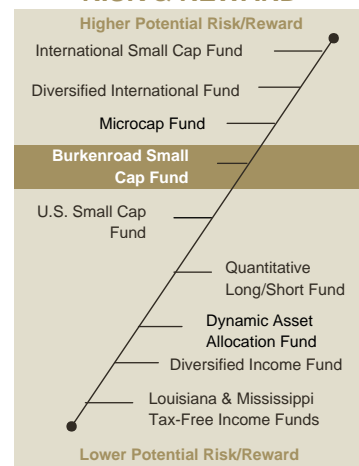 RISK & REWARD
Higher Potential Risk/Reward
International Small Cap Fund
Diversified International Fund
Microcap Fund
Burkenroad Small
Cap Fund
U.S. Small Cap
Fund
Quantitative
Long/Short Fund
Dynamic Asset
Allocation Fund
Diversified Income Fund
Louisiana & Mississippi
Tax-Free Income Funds
Lower Potential Risk/Reward